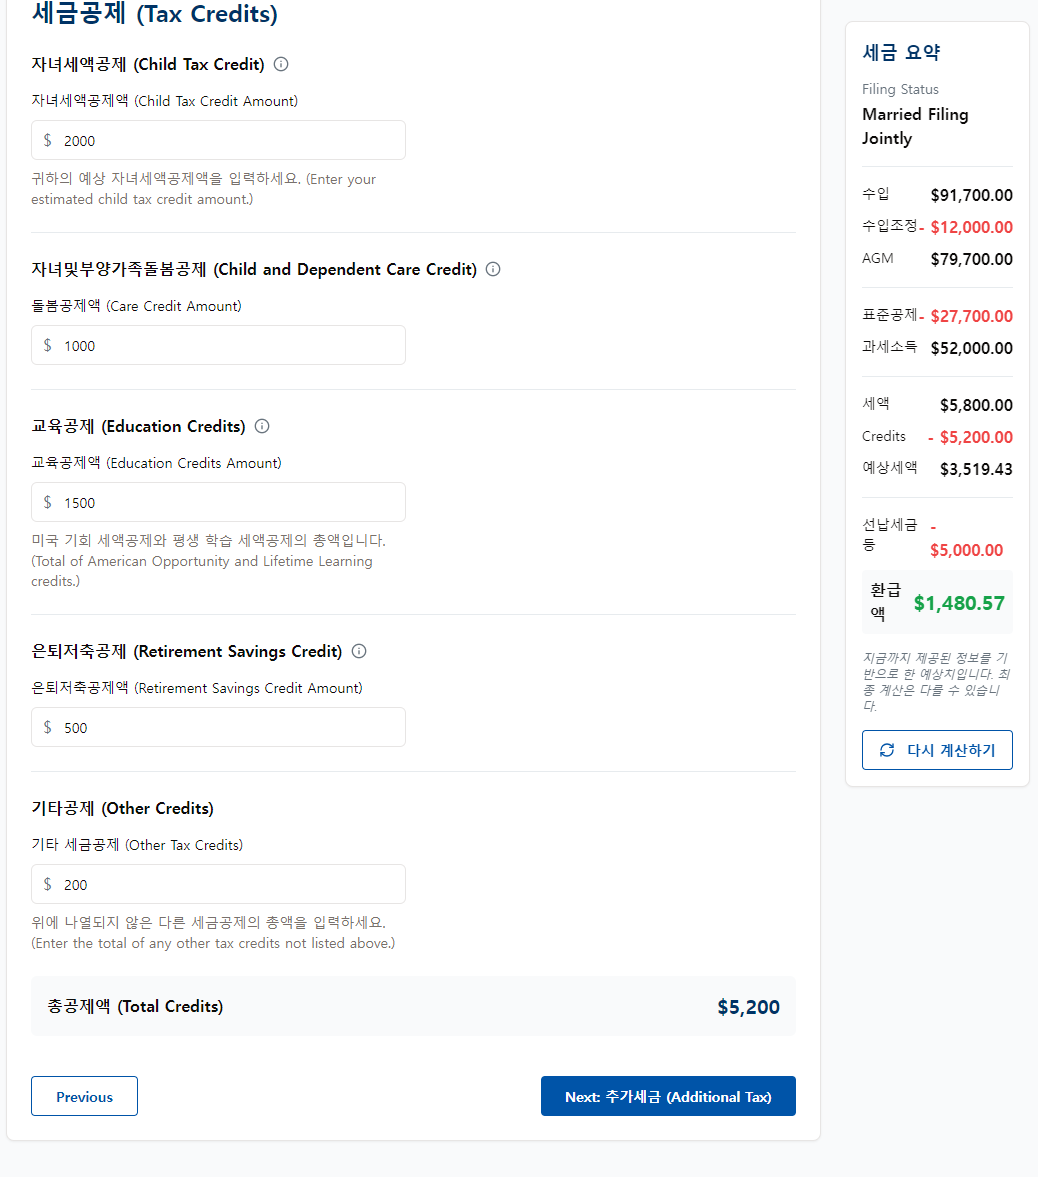 세금공제 (Tax Credits)
자녀세액공제 (Child Tax Credit)
자녀세액공제액 (Child Tax Credit Amount)
$ 2000
귀하의 예상 자녀세액공제액을 입력하세요. (Enter your
estimated child tax credit amount.)
자녀및부양가족돌봄공제 (Child and Dependent Care Credit)
돌봄공제액 (Care Credit Amount)
$ 1000
교육공제 (Education Credits)
교육공제액 (Education Credits Amount)
$ 1500
미국 기회 세액공제와 평생 학습 세액공제의 총액입니다.
(Total of American Opportunity and Lifetime Learning
credits.)
은퇴저축공제 (Retirement Savings Credit)
은퇴저축공제액 (Retirement Savings Credit Amount)
$ 500
기타공제 (Other Credits)
기타 세금공제 (Other Tax Credits)
$ 200
위에 나열되지 않은 다른 세금공제의 총액을 입력하세요.
(Enter the total of any other tax credits not listed above.)
총공제액 (Total Credits) $5,200
Previous
Next: 추가세금 (Additional Tax)
세금 요약
Filing Status
Married Filing
Jointly
수입 $91,700.00
수입조정 - $12,000.00
AGM $79,700.00
표준공제 - $27,700.00
과세소득 $52,000.00
세액 $5,800.00
Credits - $5,200.00
예상세액 $3,519.43
선납세금 -
등 $5,000.00
환급
액 $1,480.57
지금까지 제공된 정보를 기
반으로 한 예상치입니다. 최
종 계산은 다를 수 있습니
다.
다시 계산하기